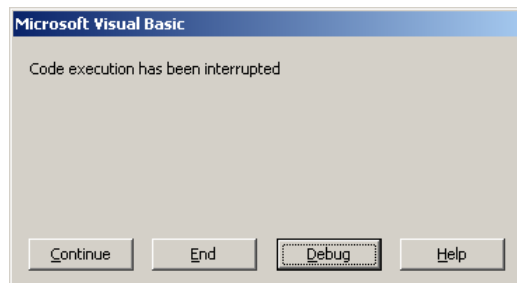 Microsoft Visual Basic
Code execution has been interrupted
Continue
End
Debug
Help